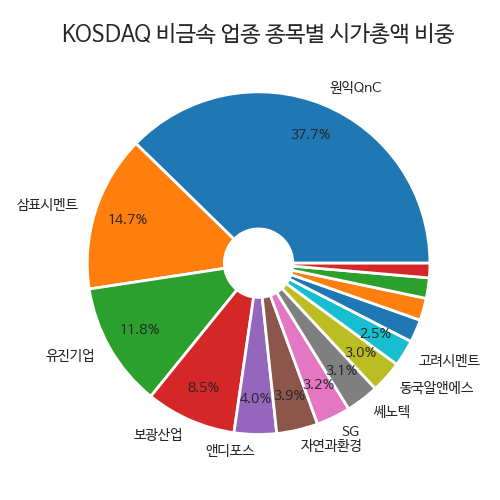 KOSDAQ 비금속 업종 종목별 시가총액 비중
원익QnC
37.7%
삼표시멘트
14.7%
유진기업
11.8%
보광산업
8.5%
앤디포스
4.0%
자연과환경
3.9%
SG
3.2%
쎄노텍
3.1%
동국알앤에스
3.0%
고려시멘트
2.5%